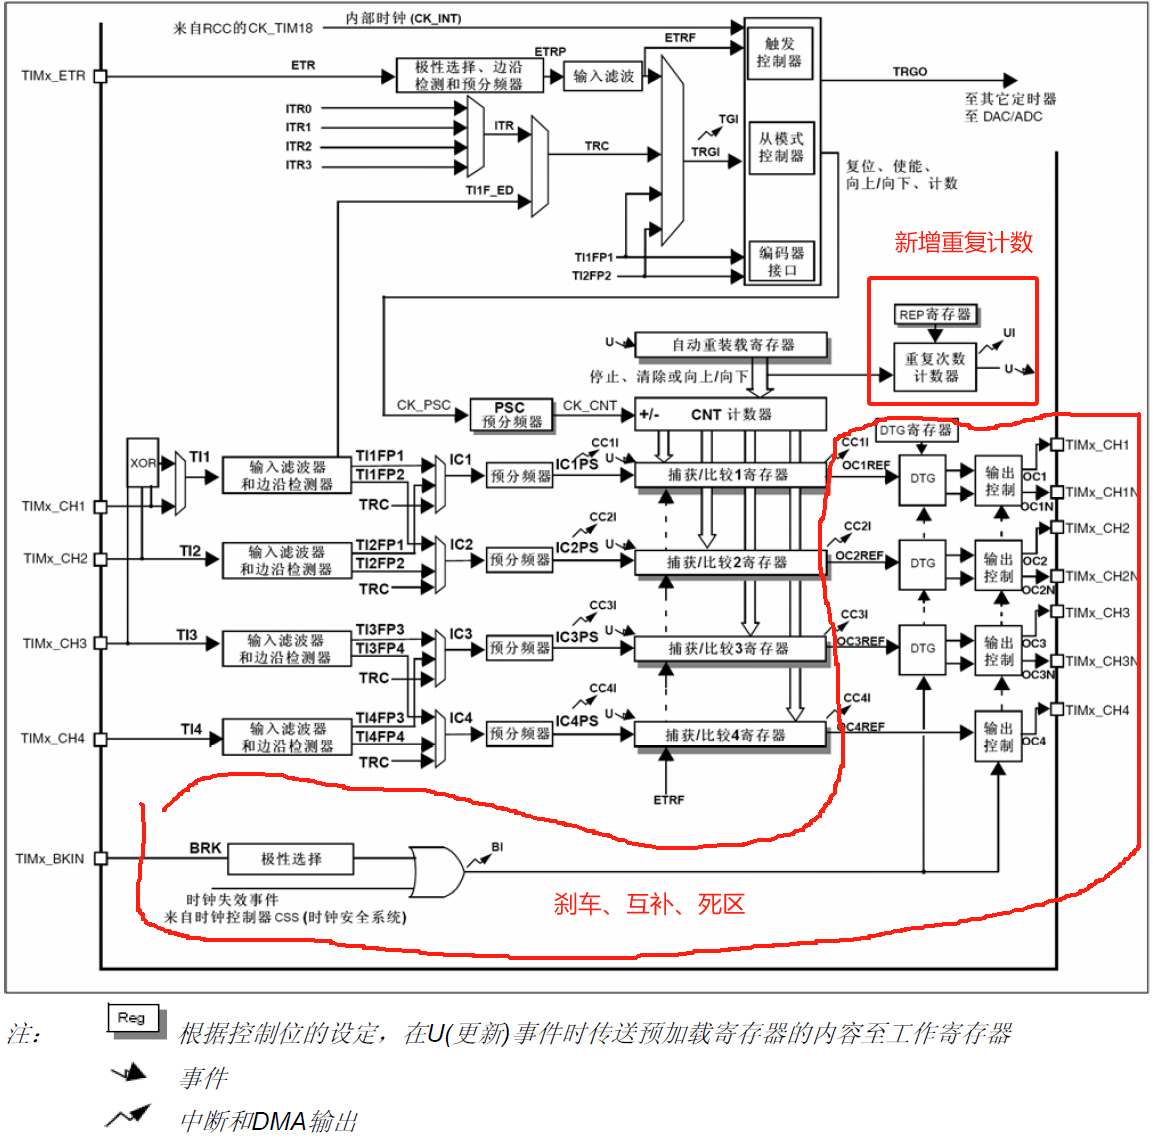 内部时钟 (CK_INT)
来自RCC的CK_TIM18
ETRF
触发
控制器
ETRP
TIMx_ETR
ETR
极性选择、边沿
检测和预分频器
输入滤波
TRGO
至其它定时器
至 DAC/ADC
ITR0
ITR1
ITR2
ITR3
ITR
TRC
TGI
TRGI
从模式
控制器
复位、使能、
向上/向下、计数
TI1F_ED
新增重复计数
TI1FP1
TI2FP2
编码器
接口
REP寄存器
UI
重复次数
计数器
U
U
自动重装载寄存器
停止、清除或向上/向下
CK_PSC
PSC
预分频器
CK_CNT
+/-
CNT 计数器
DTG寄存器
XOR
TI1
输入滤波器
和边沿检测器
TI1FP1
TI1FP2
TRC
IC1
预分频器
IC1PS
CC1I
U
捕获/比较1寄存器
CC1I
OC1REF
DTG
输出
控制
OC1
OC1N
TIMx_CH1
TIMx_CH1N
TIMx_CH1
TIMx_CH2
TI2
输入滤波器
和边沿检测器
TI2FP1
TI2FP2
TRC
IC2
预分频器
IC2PS
CC2I
U
捕获/比较2寄存器
CC2I
OC2REF
DTG
输出
控制
OC2
OC2N
TIMx_CH2
TIMx_CH2N
TIMx_CH3
TI3
输入滤波器
和边沿检测器
TI3FP3
TI3FP4
TRC
IC3
预分频器
IC3PS
CC3I
U
捕获/比较3寄存器
CC3I
OC3REF
DTG
输出
控制
OC3
OC3N
TIMx_CH3
TIMx_CH3N
TIMx_CH4
TI4
输入滤波器
和边沿检测器
TI4FP3
TI4FP4
TRC
IC4
预分频器
IC4PS
CC4I
U
捕获/比较4寄存器
CC4I
OC4REF
输出
控制
OC4
TIMx_CH4
ETRF
TIMx_BKIN
BRK
极性选择
BI
时钟失效事件
来自时钟控制器 CSS (时钟安全系统)
刹车、互补、死区
注：
Reg
根据控制位的设定，在U(更新)事件时传送预加载寄存器的内容至工作寄存器
事件
中断和DMA输出